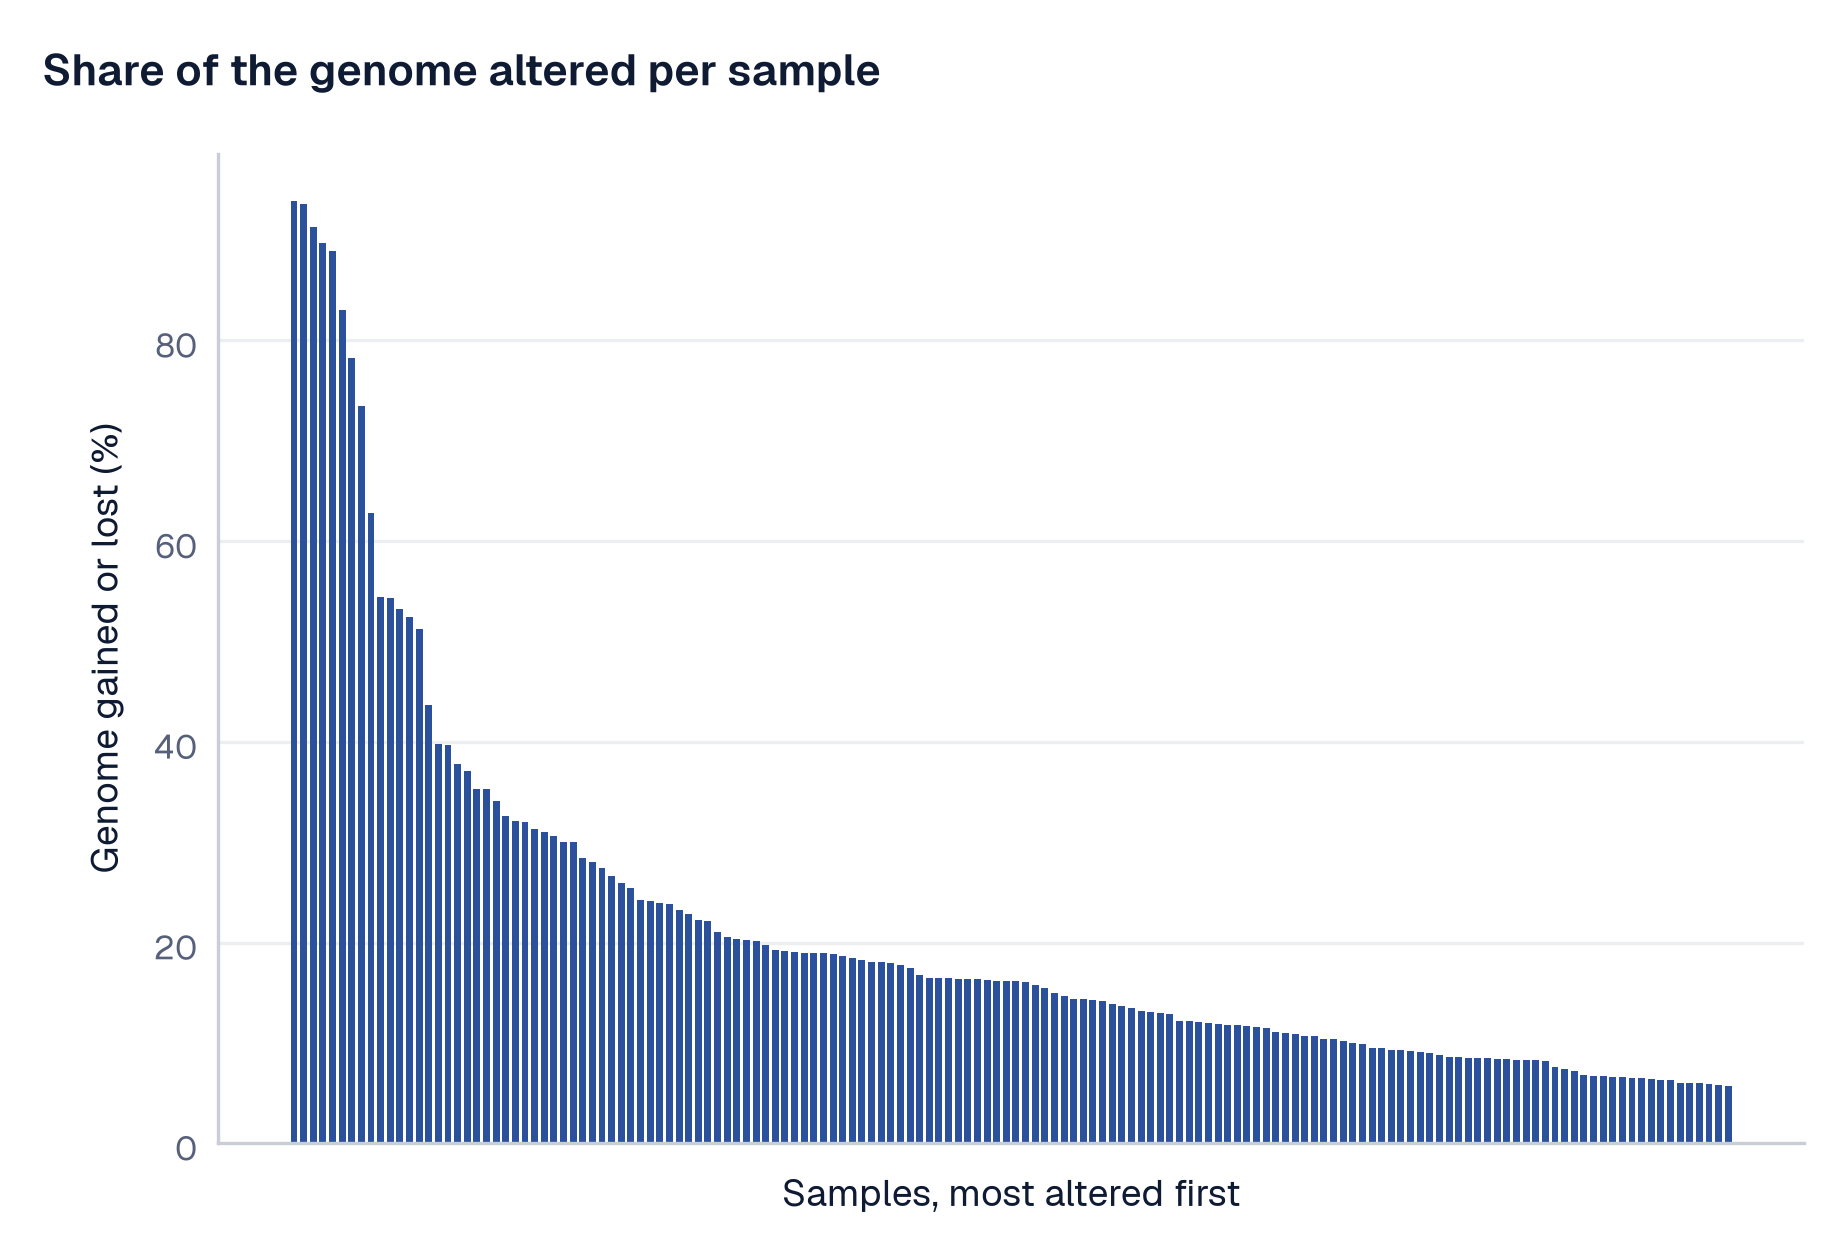 Share of the genome altered per sample
Genome gained or lost (%)
80
60
40
20
0
Samples, most altered first